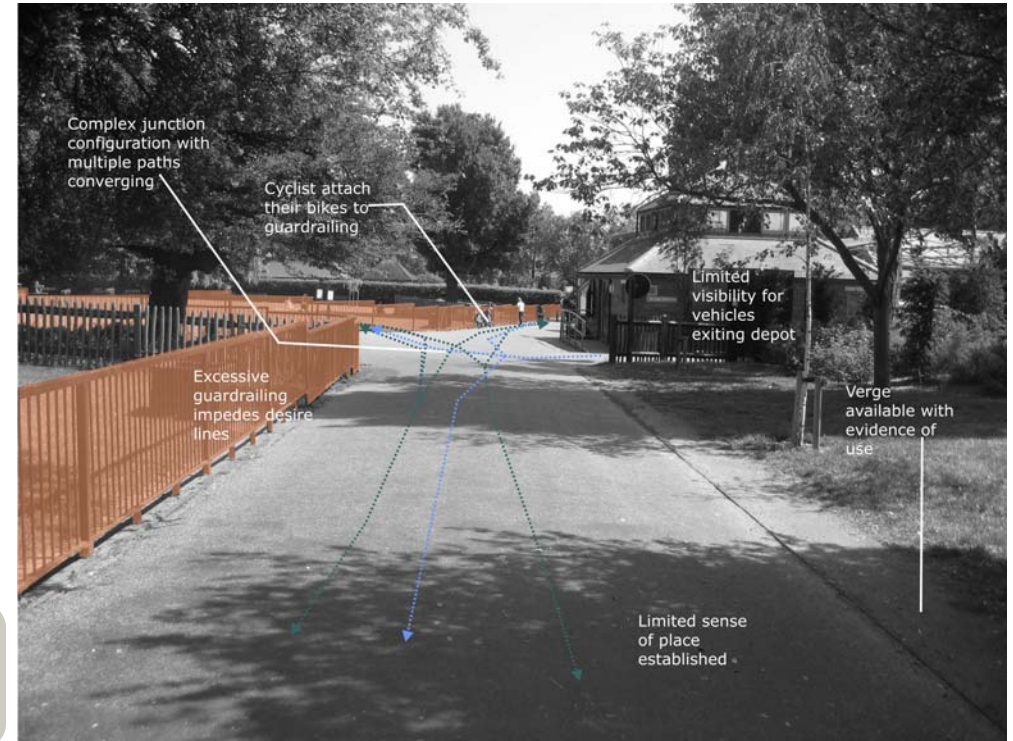 Complex junction
configuration with
multiple paths
converging
Cyclist attach
their bikes to
guardrailing
Limited
visibility for
vehicles
exiting depot
Excessive
guardrailing
impedes desire
lines
Verge
available with
evidence of
use
Limited sense
of place
established